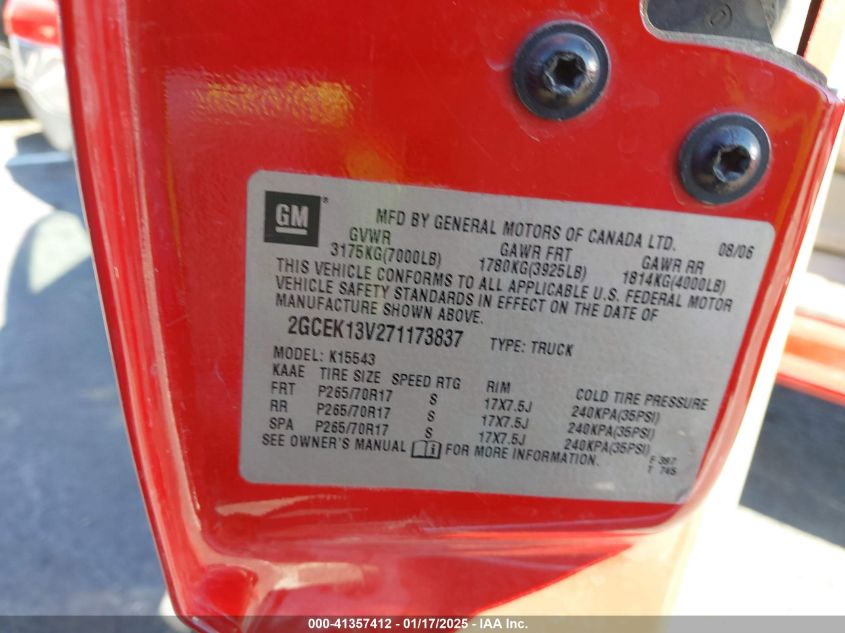 GM®
MFD BY GENERAL MOTORS OF CANADA LTD. 08/06
GVWR GAWR FRT GAWR RR
3175KG(7000LB) 1780KG(3925LB) 1814KG(4000LB)
THIS VEHICLE CONFORMS TO ALL APPLICABLE U.S. FEDERAL MOTOR
VEHICLE SAFETY STANDARDS IN EFFECT ON THE DATE OF
MANUFACTURE SHOWN ABOVE.
2GCEK13V271173837 TYPE: TRUCK
MODEL: K15543
KAAE TIRE SIZE SPEED RTG RIM COLD TIRE PRESSURE
FRT P265/70R17 S 17X7.5J 240KPA(35PSI)
RR P265/70R17 S 17X7.5J 240KPA(35PSI)
SPA P265/70R17 S 17X7.5J 240KPA(35PSI)
SEE OWNER'S MANUAL FOR MORE INFORMATION.
F 397
T 745
000-41357412 - 01/17/2025 - IAA Inc.